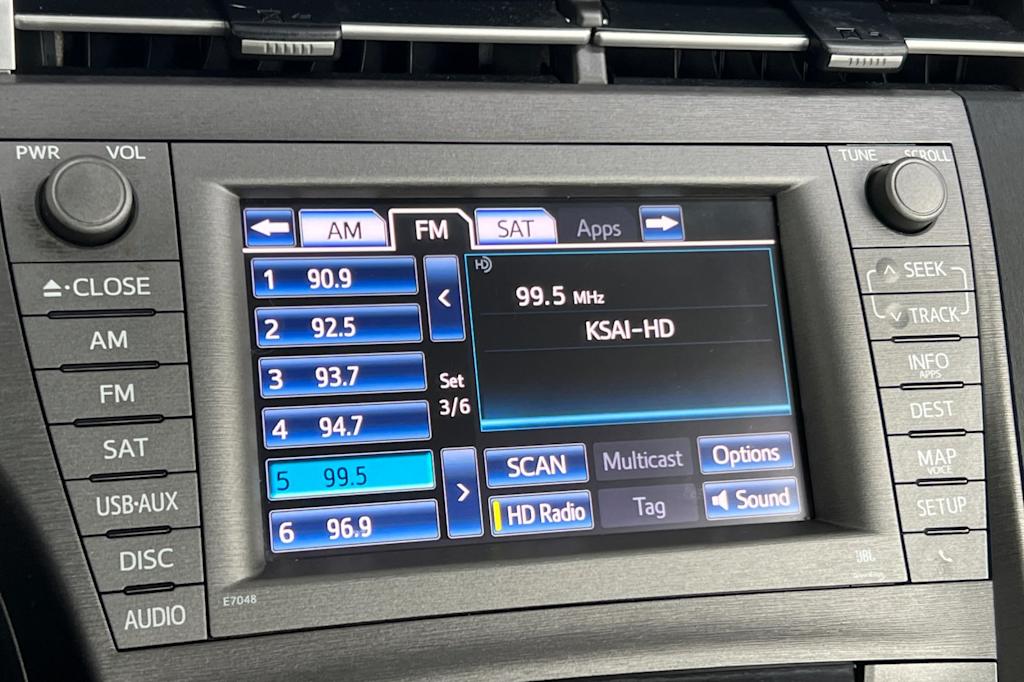 PWR VOL
TUNE SCROLL
AM FM SAT Apps
CLOSE
AM
FM
SAT
USB·AUX
DISC
AUDIO
1 90.9
2 92.5
3 93.7
4 94.7
5 99.5
6 96.9
<
Set
3/6
>
HD
99.5 MHz
KSAI-HD
SCAN Multicast Options
HD Radio Tag Sound
SEEK
TRACK
INFO
APPS
DEST
MAP
VOICE
SETUP
JBL
E7048